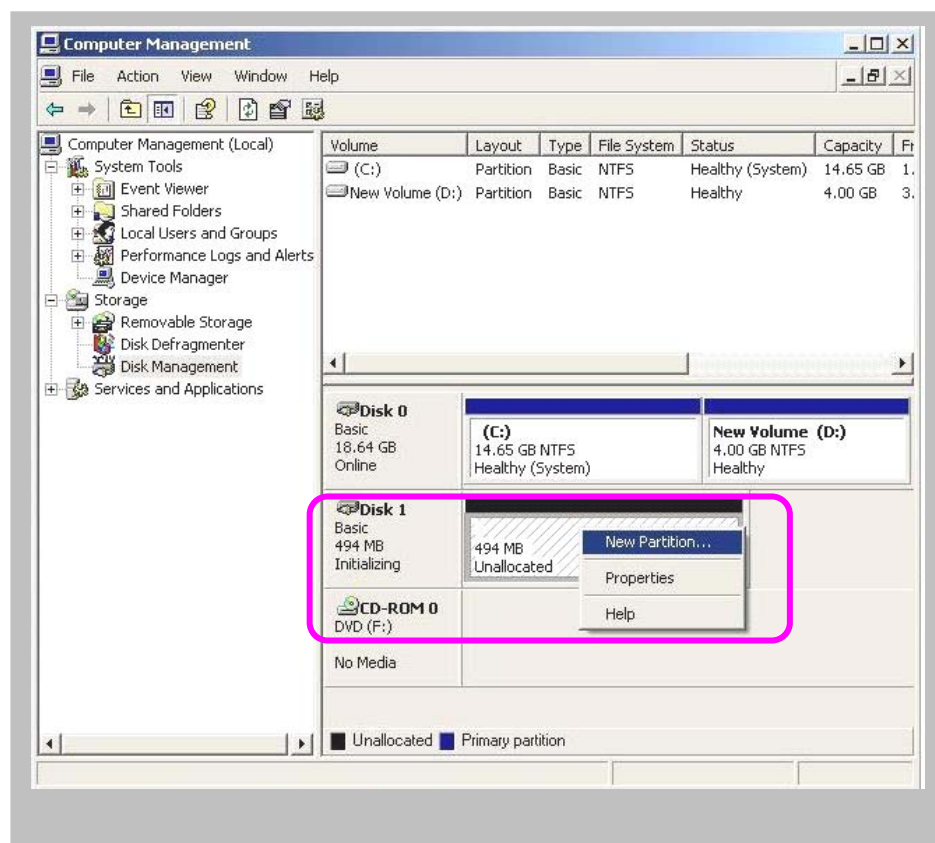 Computer Management
File Action View Window Help
Computer Management (Local)
System Tools
Event Viewer
Shared Folders
Local Users and Groups
Performance Logs and Alerts
Device Manager
Storage
Removable Storage
Disk Defragmenter
Disk Management
Services and Applications
Volume Layout Type File System Status Capacity
(C:) Partition Basic NTFS Healthy (System) 14.65 GB 1.
New Volume (D:) Partition Basic NTFS Healthy 4.00 GB 3.
Disk 0
Basic
18.64 GB
Online
(C:)
14.65 GB NTFS
Healthy (System)
New Volume (D:)
4.00 GB NTFS
Healthy
Disk 1
Basic
494 MB
Initializing
494 MB
Unallocated
New Partition...
Properties
Help
CD-ROM 0
DVD (F:)
No Media
Unallocated Primary partition